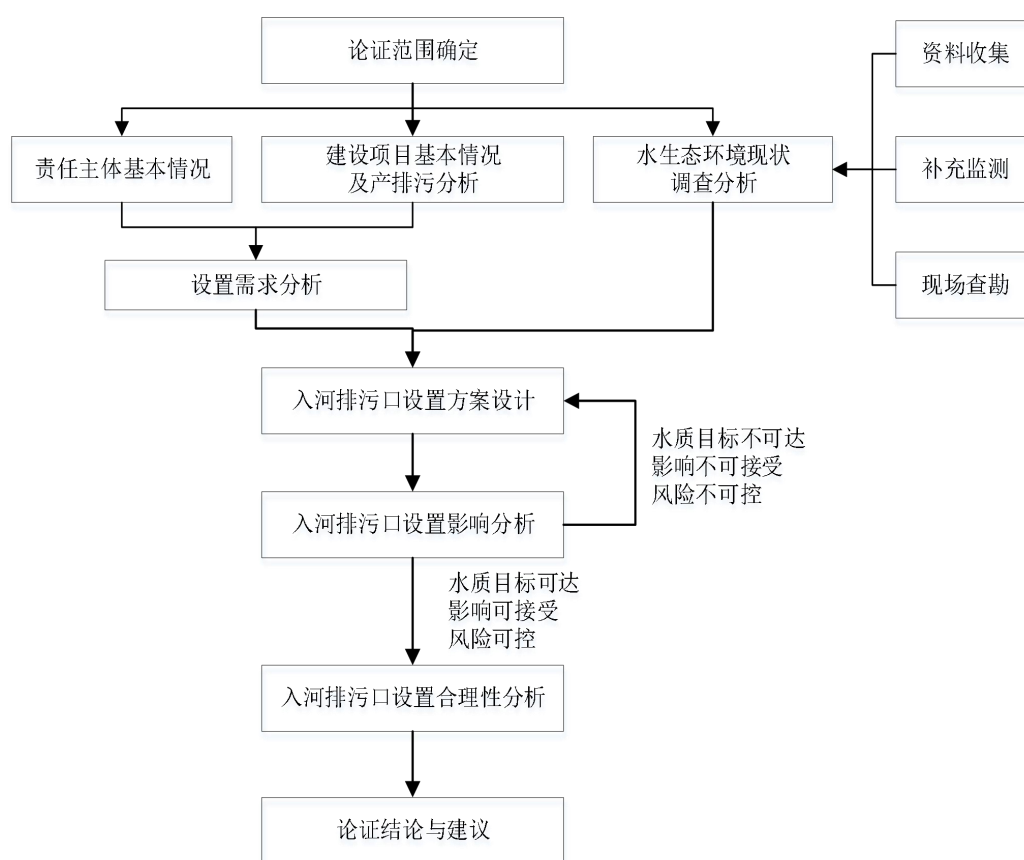 论证范围确定
资料收集
责任主体基本情况
建设项目基本情况
及产排污分析
水生态环境现状
调查分析
补充监测
设置需求分析
现场查勘
入河排污口设置方案设计
水质目标不可达
影响不可接受
风险不可控
入河排污口设置影响分析
水质目标可达
影响可接受
风险可控
入河排污口设置合理性分析
论证结论与建议